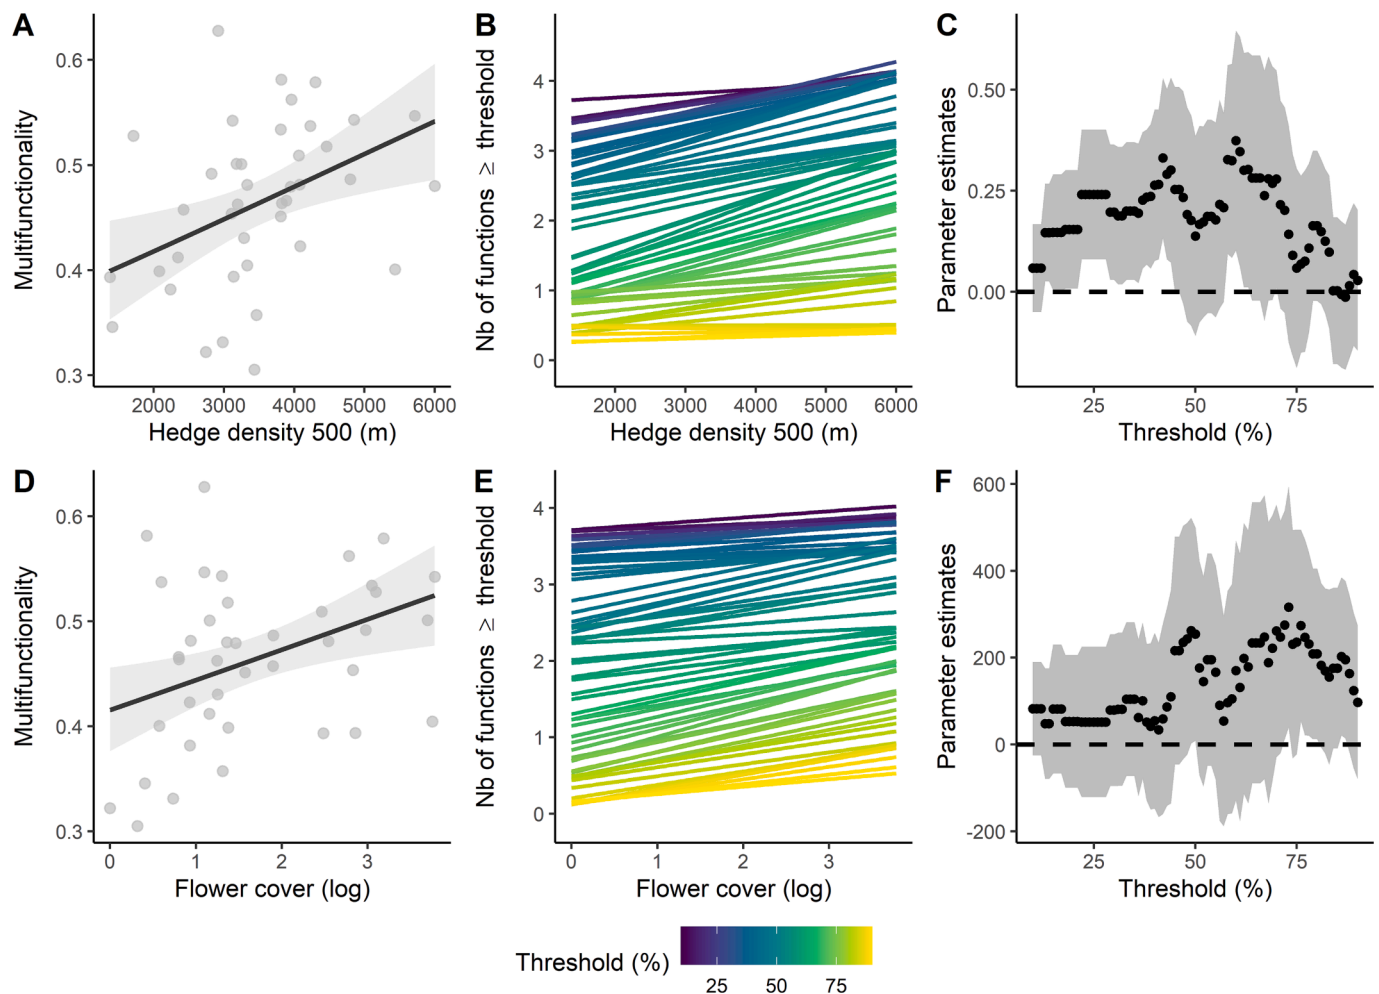 A
Multifunctionality
0.6
0.5
0.4
0.3
2000 3000 4000 5000 6000
Hedge density 500 (m)
B
Nb of functions ≥ threshold
4
3
2
1
0
2000 3000 4000 5000 6000
Hedge density 500 (m)
C
Parameter estimates
0.50
0.25
0.00
25 50 75
Threshold (%)
D
Multifunctionality
0.6
0.5
0.4
0.3
0 1 2 3
Flower cover (log)
E
Nb of functions ≥ threshold
4
3
2
1
0
0 1 2 3
Flower cover (log)
F
Parameter estimates
600
400
200
0
-200
25 50 75
Threshold (%)
Threshold (%)
25 50 75